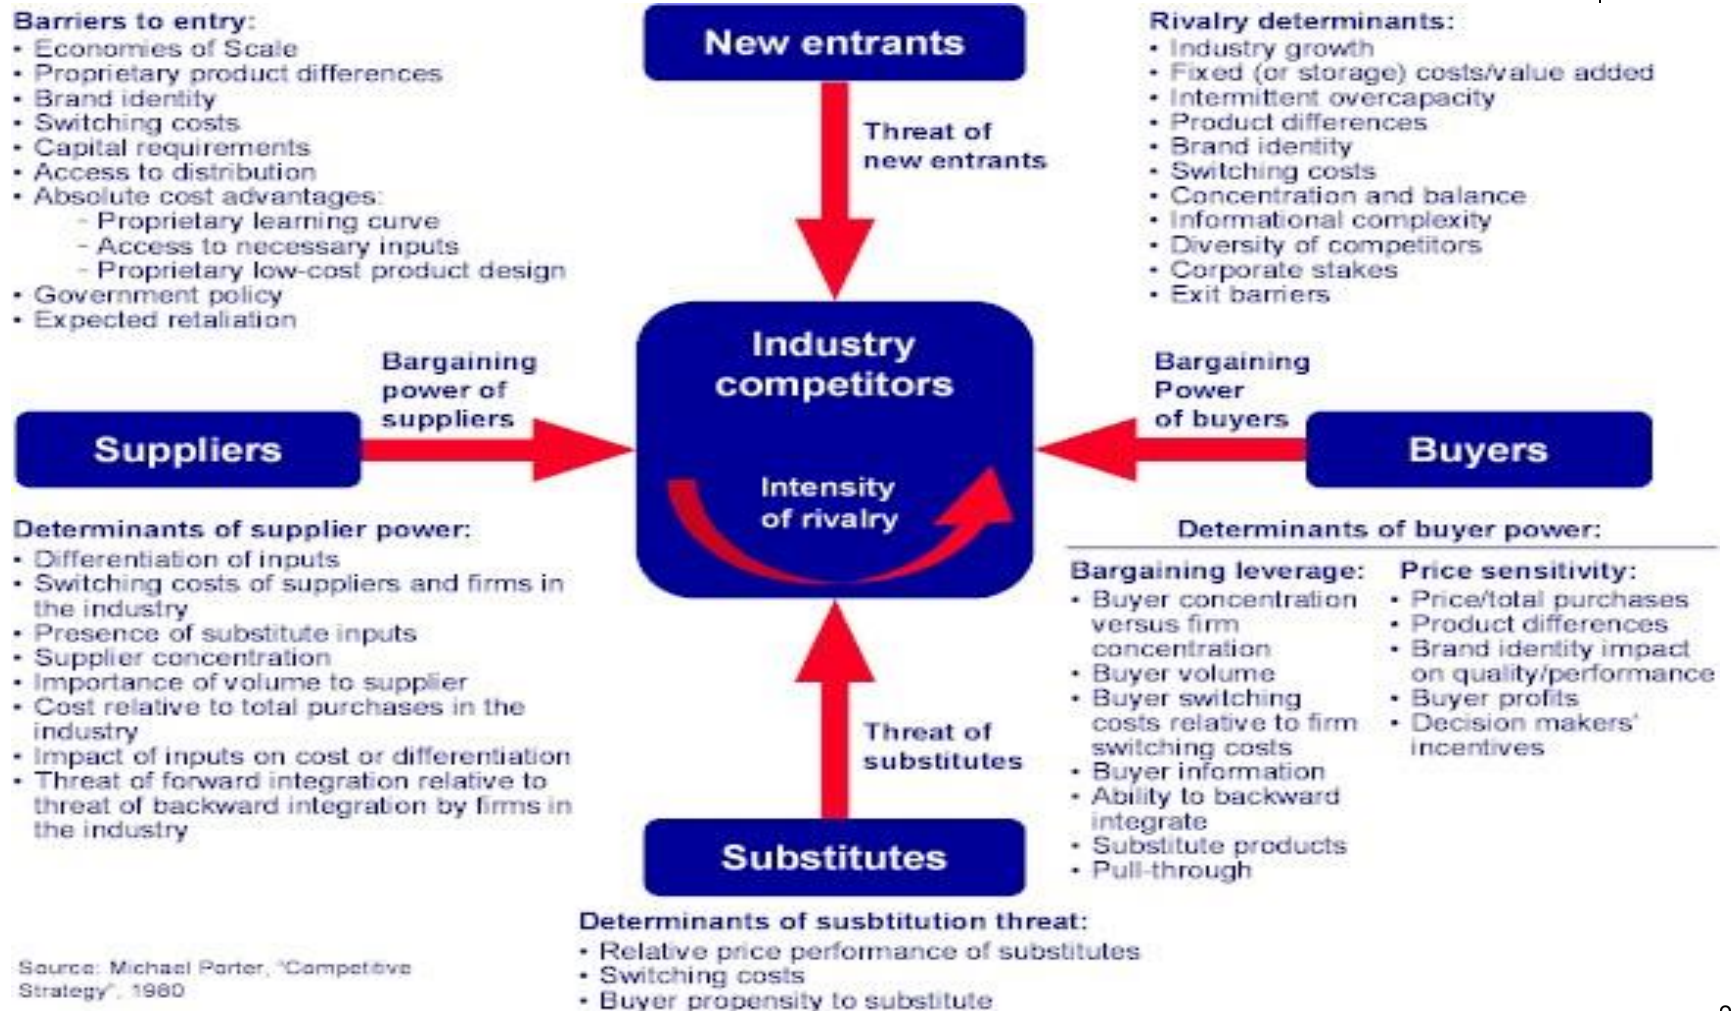 Barriers to entry:
• Economies of Scale
• Proprietary product differences
• Brand identity
• Switching costs
• Capital requirements
• Access to distribution
• Absolute cost advantages:
- Proprietary learning curve
- Access to necessary inputs
- Proprietary low-cost product design
• Government policy
• Expected retaliation
New entrants
Threat of
new entrants
Rivalry determinants:
• Industry growth
• Fixed (or storage) costs/value added
• Intermittent overcapacity
• Product differences
• Brand identity
• Switching costs
• Concentration and balance
• Informational complexity
• Diversity of competitors
• Corporate stakes
• Exit barriers
Suppliers
Bargaining
power of
suppliers
Industry
competitors
Intensity
of rivalry
Bargaining
Power
of buyers
Buyers
Determinants of supplier power:
• Differentiation of inputs
• Switching costs of suppliers and firms in
the industry
• Presence of substitute inputs
• Supplier concentration
• Importance of volume to supplier
• Cost relative to total purchases in the
industry
• Impact of inputs on cost or differentiation
• Threat of forward integration relative to
threat of backward integration by firms in
the industry
Threat of
substitutes
Substitutes
Determinants of buyer power:
Bargaining leverage:
• Buyer concentration
versus firm
concentration
• Buyer volume
• Buyer switching
costs relative to firm
switching costs
• Buyer information
• Ability to backward
integrate
• Substitute products
• Pull-through
Price sensitivity:
• Price/total purchases
• Product differences
• Brand identity impact
on quality/performance
• Buyer profits
• Decision makers'
incentives
Determinants of susbtitution threat:
• Relative price performance of substitutes
• Switching costs
• Buyer propensity to substitute
Source: Michael Porter, "Competitive
Strategy", 1980